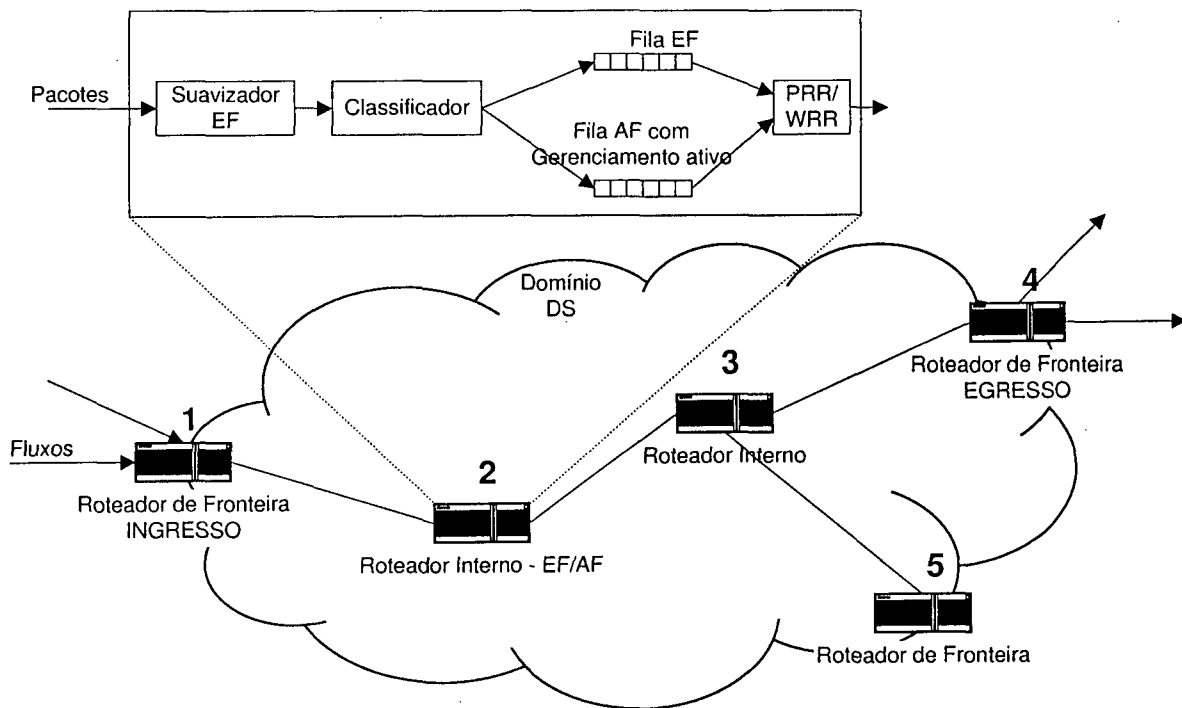 Fila EF
Pacotes
Suavizador
EF
Classificador
PRR/
WRR
Fila AF com
Gerenciamento ativo
Domínio
DS
4
Roteador de Fronteira
EGRESSO
3
Roteador Interno
1
Fluxos
Roteador de Fronteira
INGRESSO
2
Roteador Interno - EF/AF
5
Roteador de Fronteira